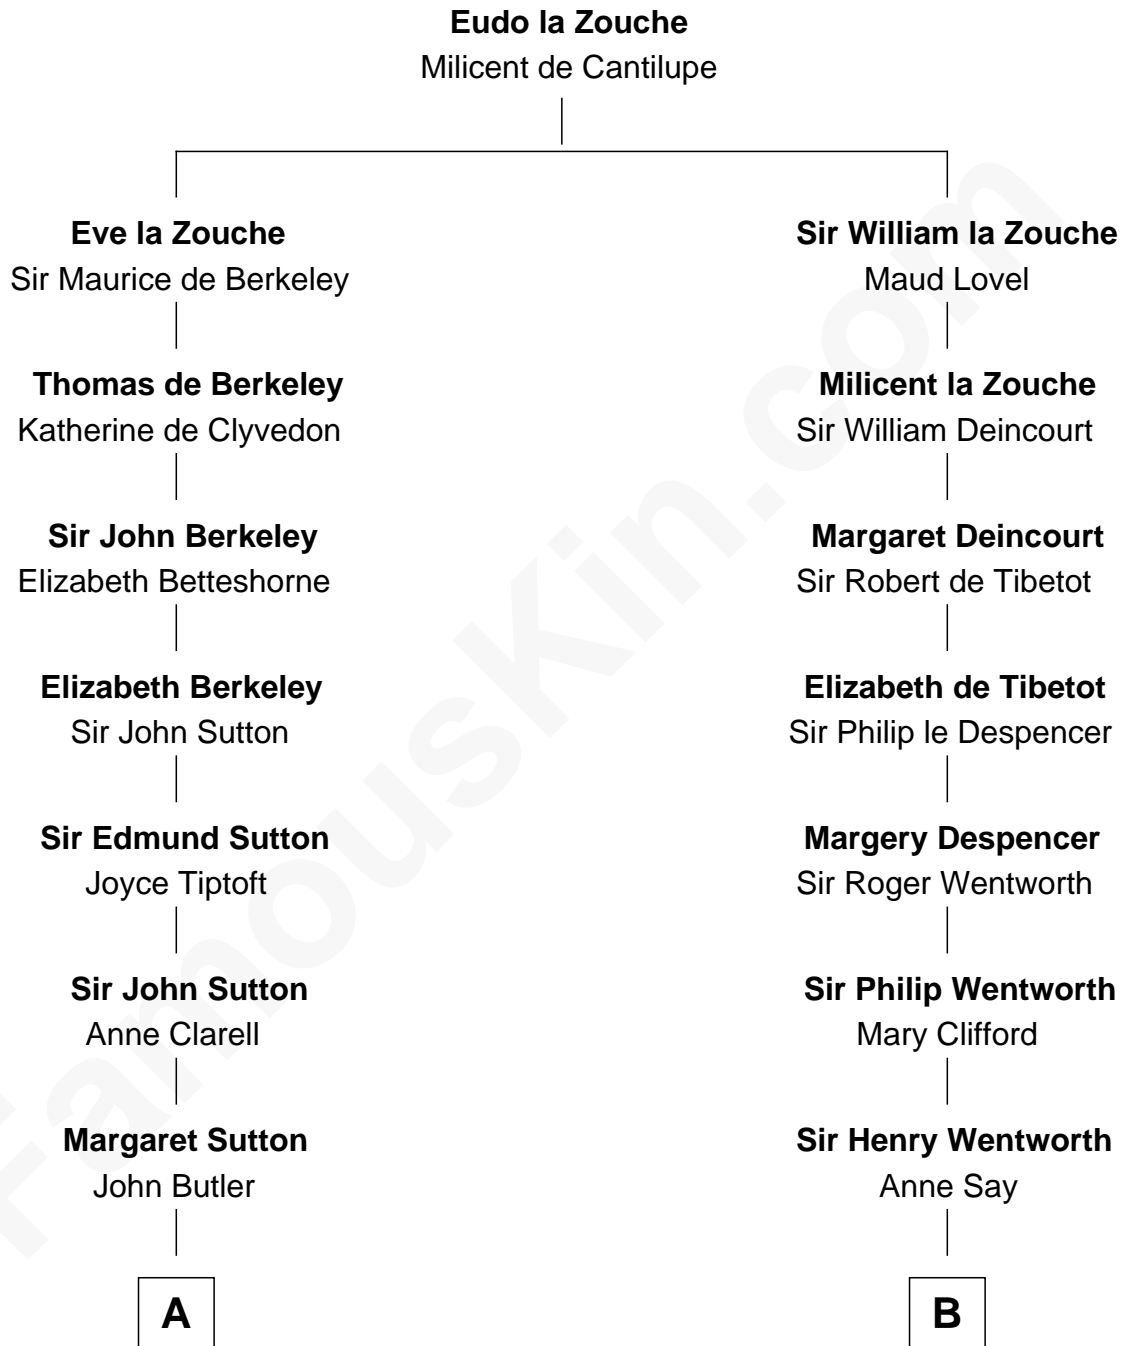 Eudo la Zouche
Milicent de Cantilupe
Eve la Zouche
Sir Maurice de Berkeley
Thomas de Berkeley
Katherine de Clyvedon
Sir John Berkeley
Elizabeth Betteshorne
Elizabeth Berkeley
Sir John Sutton
Sir Edmund Sutton
Joyce Tiptoft
Sir John Sutton
Anne Clarell
Margaret Sutton
John Butler
A
Sir William la Zouche
Maud Lovel
Milicent la Zouche
Sir William Deincourt
Margaret Deincourt
Sir Robert de Tibetot
Elizabeth de Tibetot
Sir Philip le Despencer
Margery Despencer
Sir Roger Wentworth
Sir Philip Wentworth
Mary Clifford
Sir Henry Wentworth
Anne Say
B
FamousKin.com